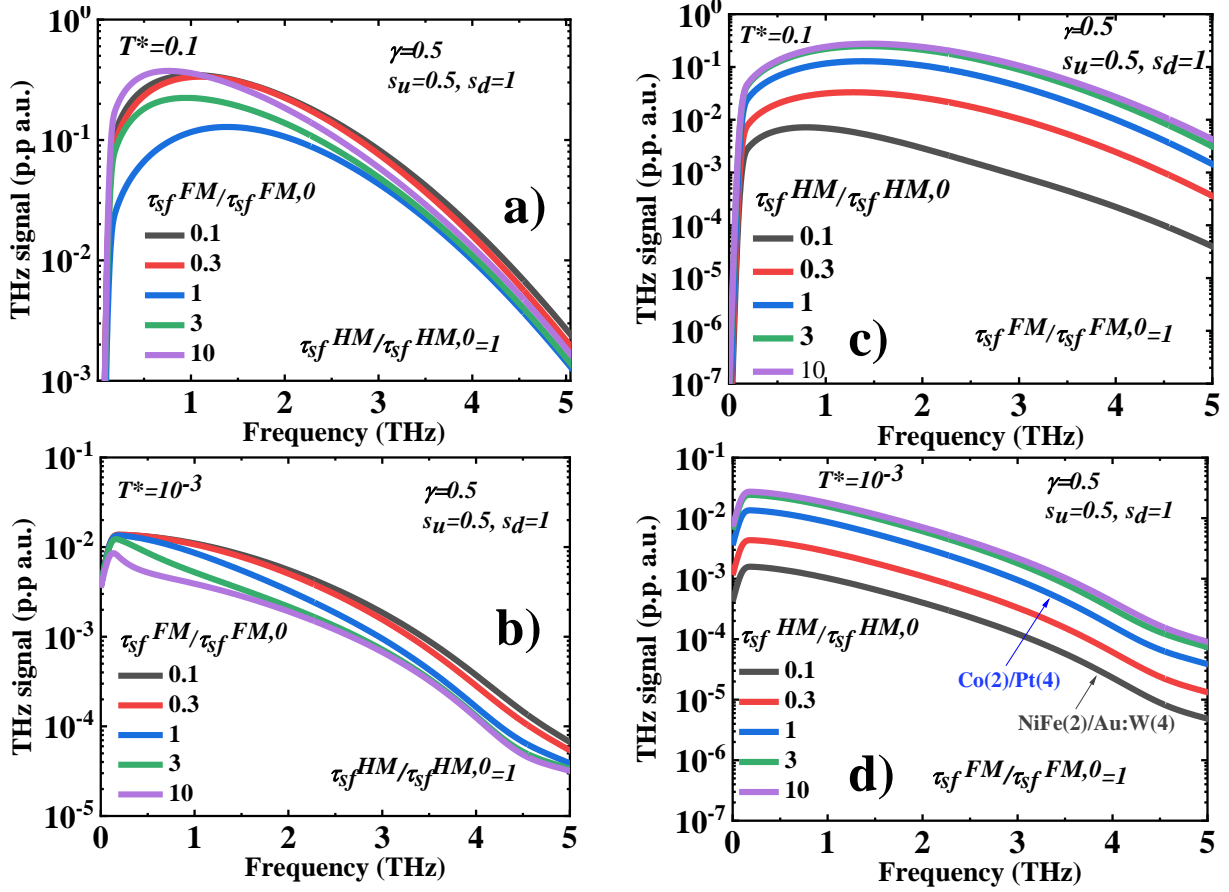 10^0
10^-1
10^-2
10^-3
THz signal (p.p a.u.)
T*=0.1
γ=0.5
s_u=0.5, s_d=1
τ_sf^FM/τ_sf^FM,0
0.1
0.3
1
3
10
a)
τ_sf^HM/τ_sf^HM,0=1
0 1 2 3 4 5
Frequency (THz)
10^0
10^-1
10^-2
10^-3
10^-4
10^-5
10^-6
10^-7
THz signal (p.p. a.u.)
T*=0.1
γ=0.5
s_u=0.5, s_d=1
τ_sf^HM/τ_sf^HM,0
0.1
0.3
1
3
10
c)
τ_sf^FM/τ_sf^FM,0=1
0 1 2 3 4 5
Frequency (THz)
10^-1
10^-2
10^-3
10^-4
10^-5
THz signal (p.p a.u.)
T*=10^-3
γ=0.5
s_u=0.5, s_d=1
b)
τ_sf^FM/τ_sf^FM,0
0.1
0.3
1
3
10
τ_sf^HM/τ_sf^HM,0=1
0 1 2 3 4 5
Frequency (THz)
10^-1
10^-2
10^-3
10^-4
10^-5
10^-6
10^-7
THz signal (p.p. a.u.)
T*=10^-3
γ=0.5
s_u=0.5, s_d=1
τ_sf^HM/τ_sf^HM,0
0.1
0.3
1
3
10
Co(2)/Pt(4)
NiFe(2)/Au:W(4)
d)
τ_sf^FM/τ_sf^FM,0=1
0 1 2 3 4 5
Frequency (THz)